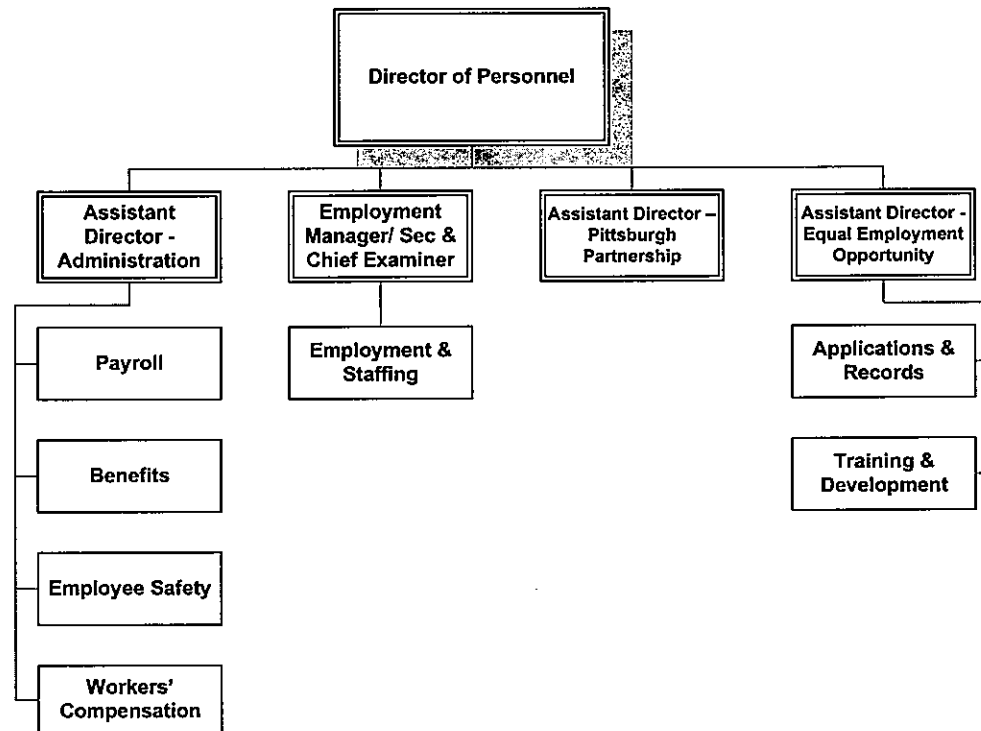 Director of Personnel
Assistant
Director -
Administration
Employment
Manager/ Sec &
Chief Examiner
Assistant Director –
Pittsburgh
Partnership
Assistant Director -
Equal Employment
Opportunity
Payroll
Benefits
Employee Safety
Workers'
Compensation
Employment &
Staffing
Applications &
Records
Training &
Development